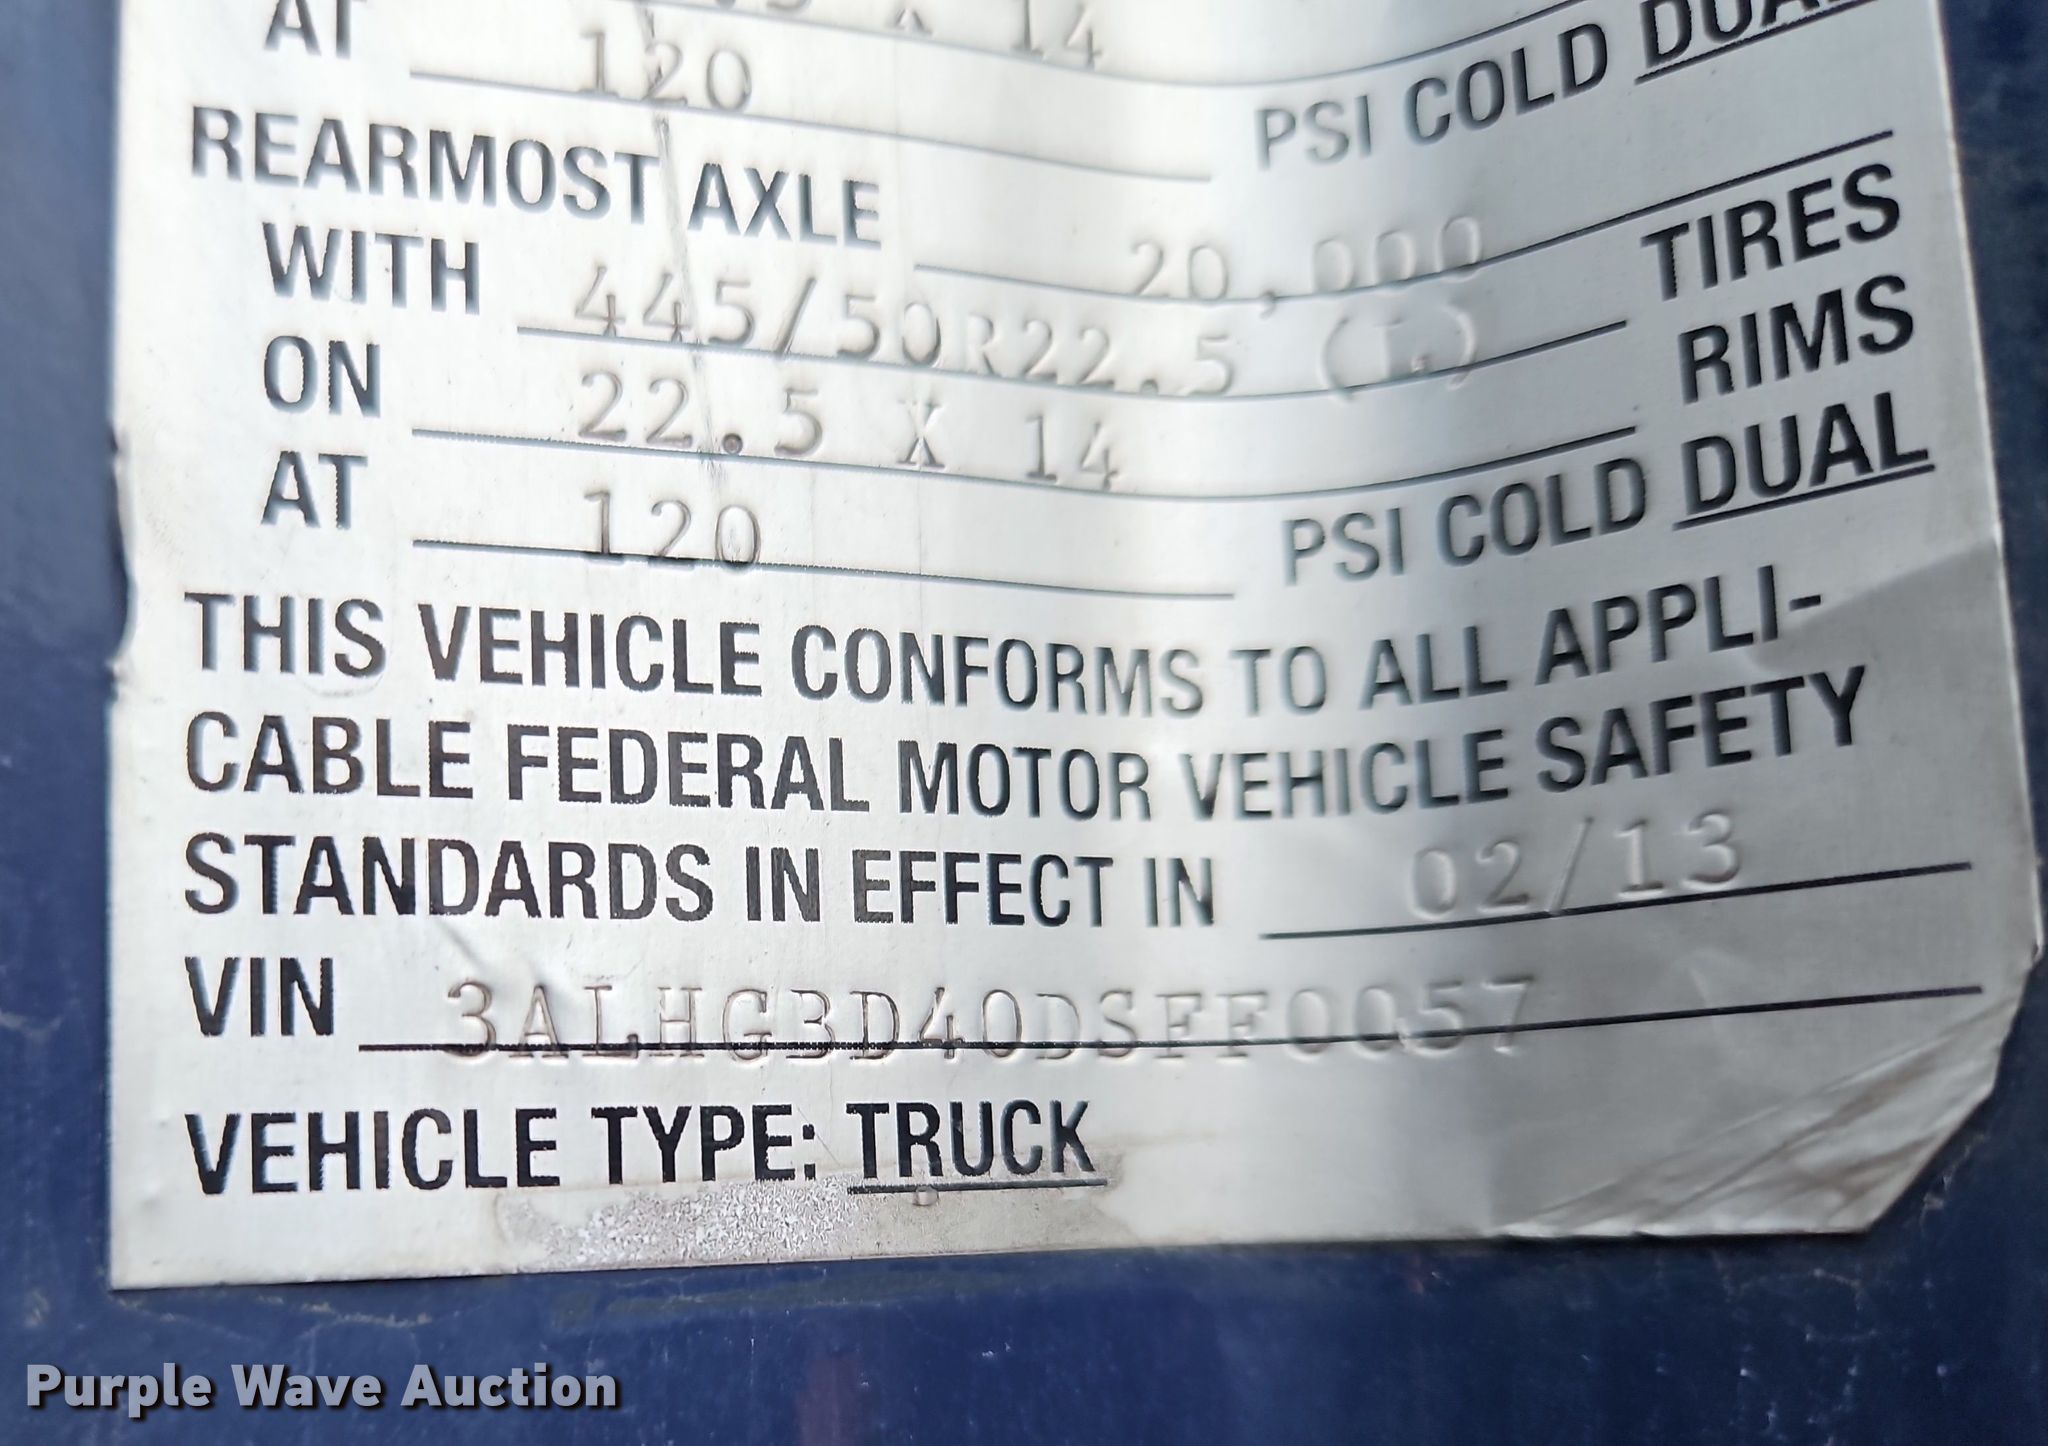 X 14
AT 120 PSI COLD DUAL
REARMOST AXLE 20,000
WITH 445/50R22.5 (L) TIRES
ON 22.5 X 14 RIMS
AT 120 PSI COLD DUAL
THIS VEHICLE CONFORMS TO ALL APPLI-
CABLE FEDERAL MOTOR VEHICLE SAFETY
STANDARDS IN EFFECT IN 02/13
VIN 3ALHG3D40DSFF0057
VEHICLE TYPE: TRUCK
Purple Wave Auction